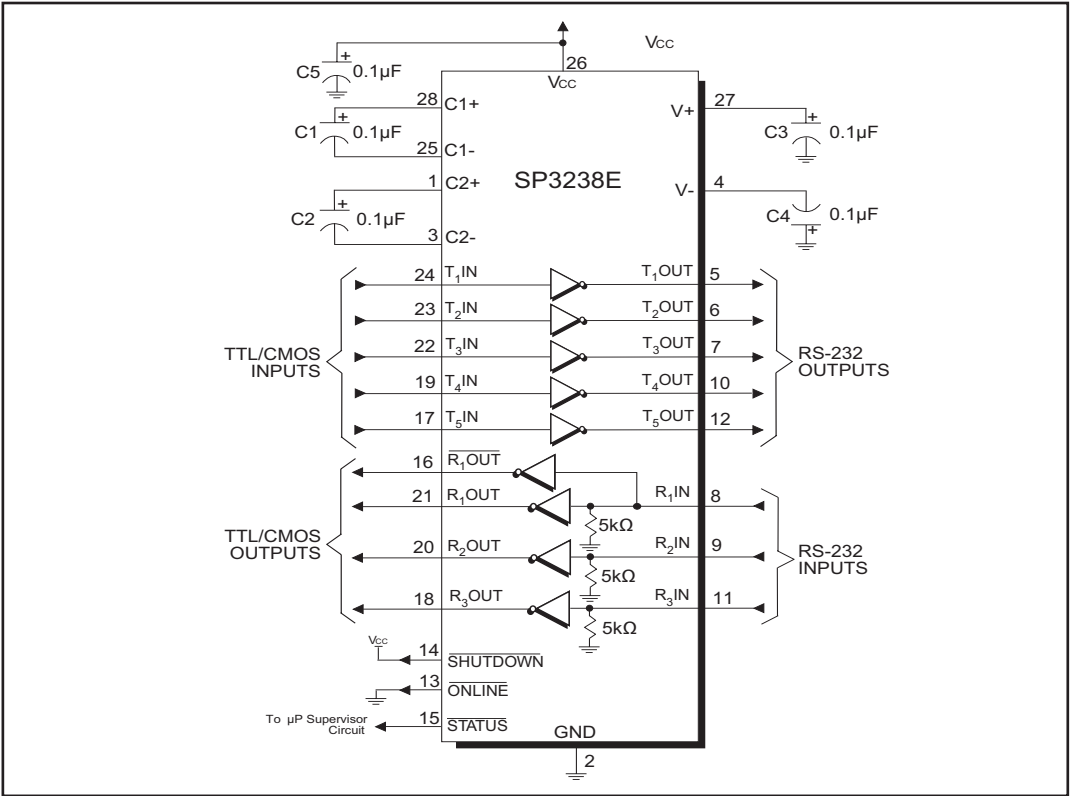 VCC
26
VCC
C5
+
0.1µF
28
C1+
C1
+
0.1µF
25
C1-
1
C2+
C2
+
0.1µF
3
C2-
SP3238E
V+
27
C3
+
0.1µF
V-
4
C4
0.1µF
+
TTL/CMOS
INPUTS
24 T1IN T1OUT 5
23 T2IN T2OUT 6
22 T3IN T3OUT 7
19 T4IN T4OUT 10
17 T5IN T5OUT 12
RS-232
OUTPUTS
TTL/CMOS
OUTPUTS
16 R1OUT
21 R1OUT R1IN 8
5kΩ
20 R2OUT R2IN 9
5kΩ
18 R3OUT R3IN 11
5kΩ
RS-232
INPUTS
VCC
14
SHUTDOWN
13
ONLINE
To µP Supervisor
Circuit
15
STATUS
GND
2